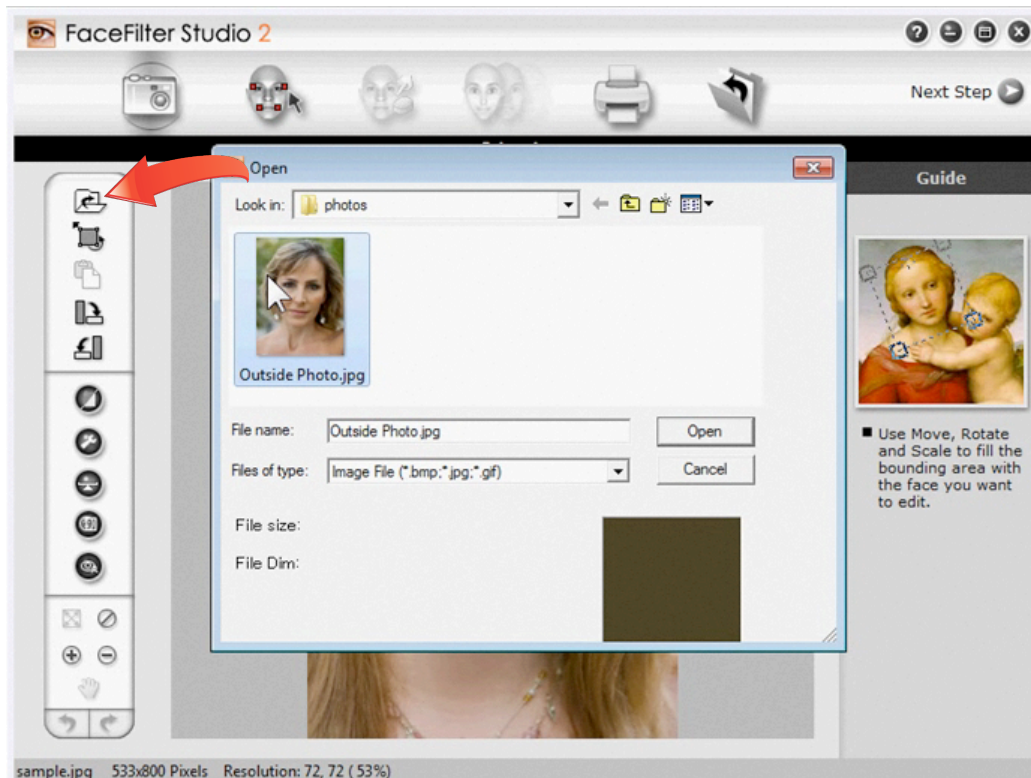 FaceFilter Studio 2
Next Step
Open
Guide
Look in: photos
Outside Photo.jpg
File name: Outside Photo.jpg
Open
Files of type: Image File (*.bmp;*.jpg;*.gif)
Cancel
File size:
File Dim:
Use Move, Rotate
and Scale to fill the
bounding area with
the face you want
to edit.
sample.jpg 533x800 Pixels Resolution: 72, 72 ( 53%)